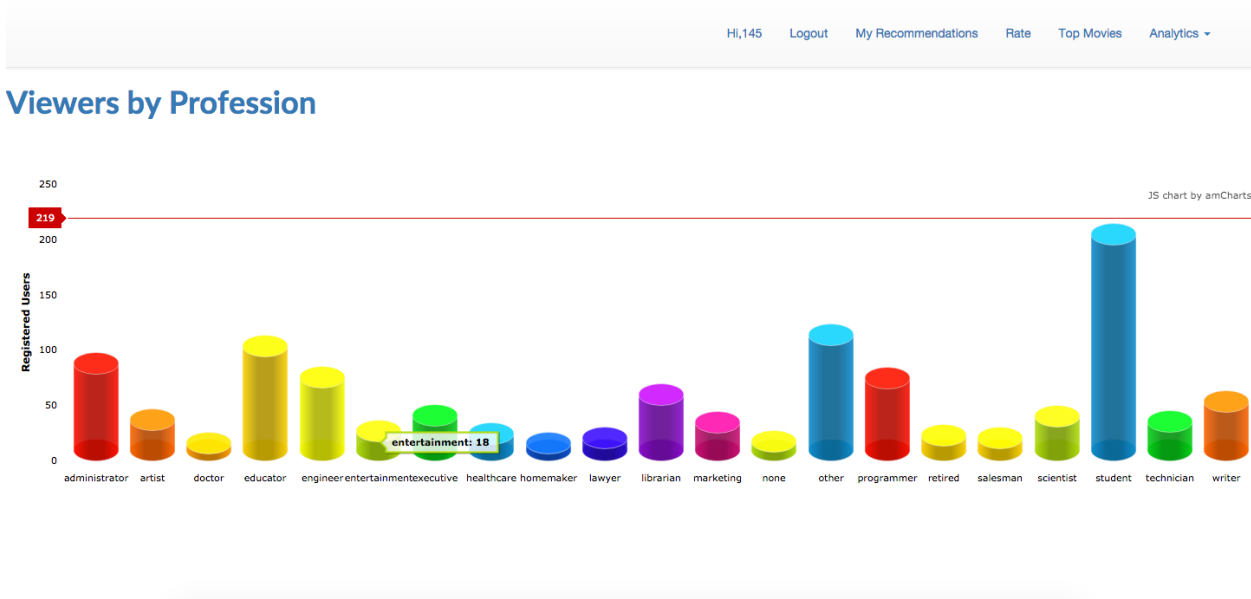 Hi,145 Logout My Recommendations Rate Top Movies Analytics
Viewers by Profession
JS chart by amCharts
250
219
200
150
100
50
0
Registered Users
entertainment: 18
administrator artist doctor educator engineer entertainment executive healthcare homemaker lawyer librarian marketing none other programmer retired salesman scientist student technician writer